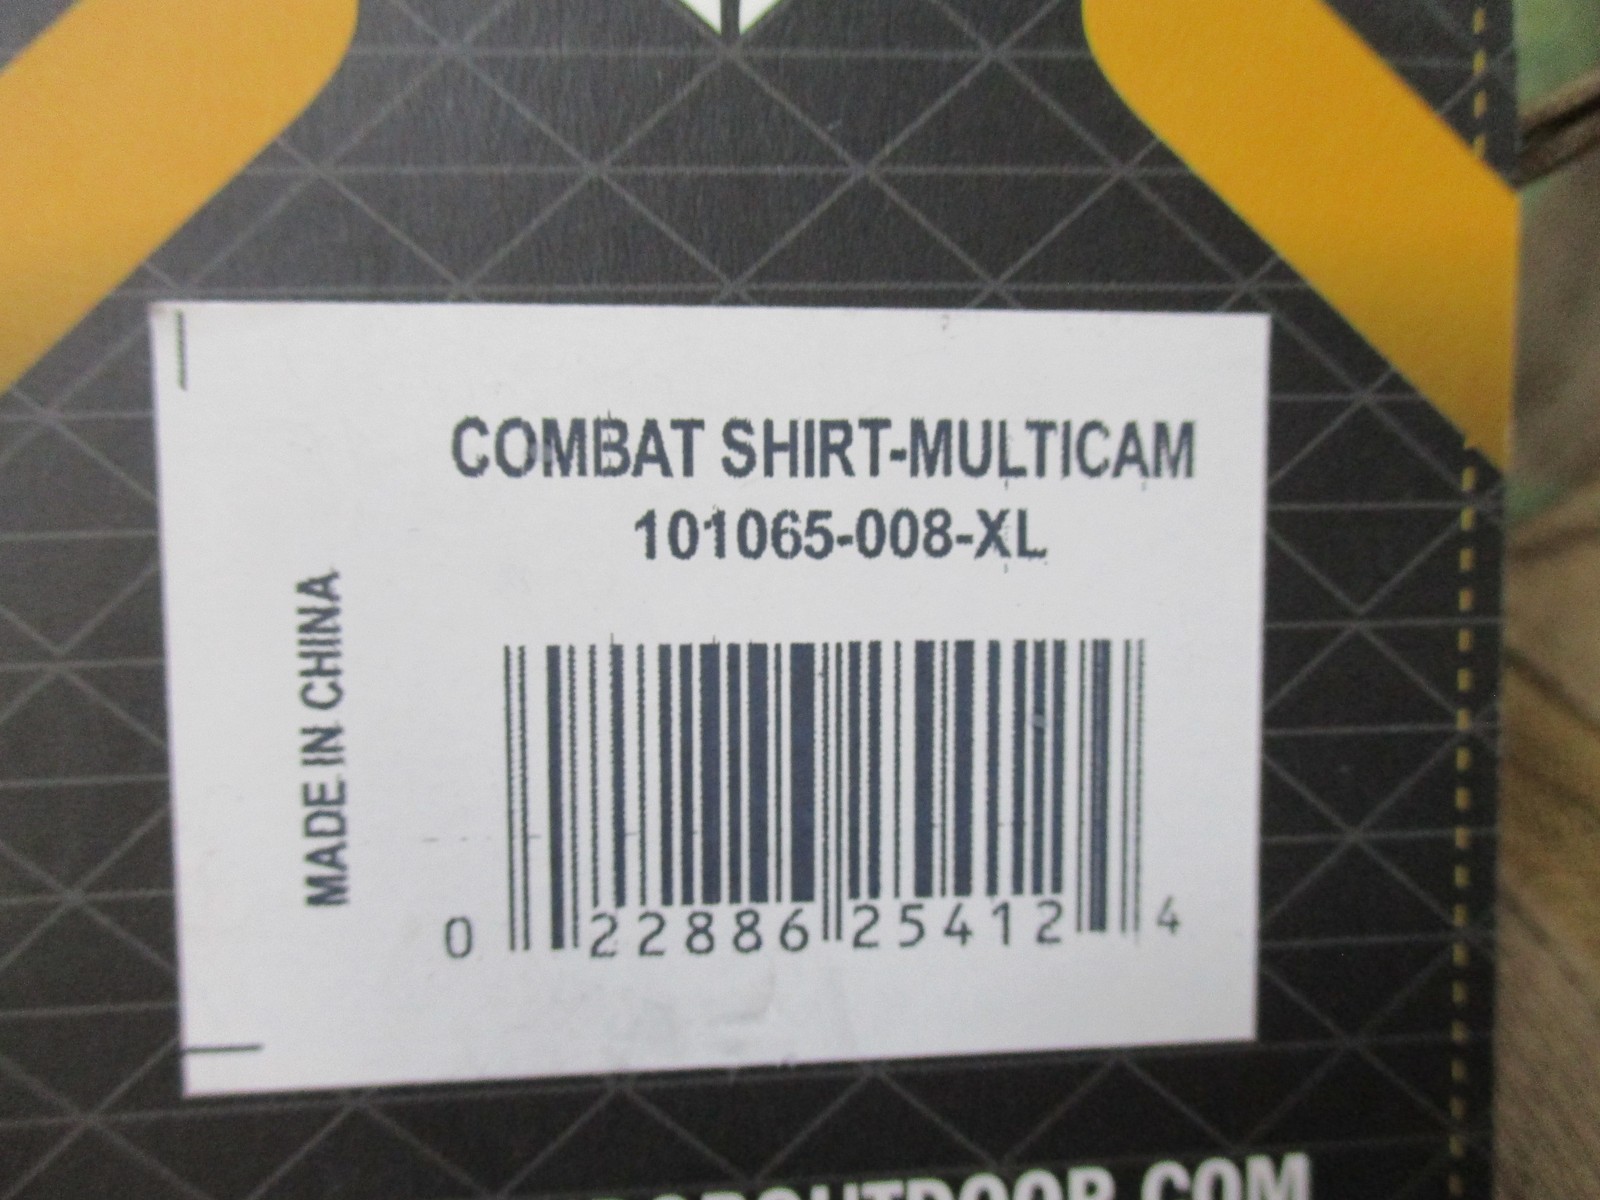 COMBAT SHIRT-MULTICAM
101065-008-XL
MADE IN CHINA
0 22886 25412 4